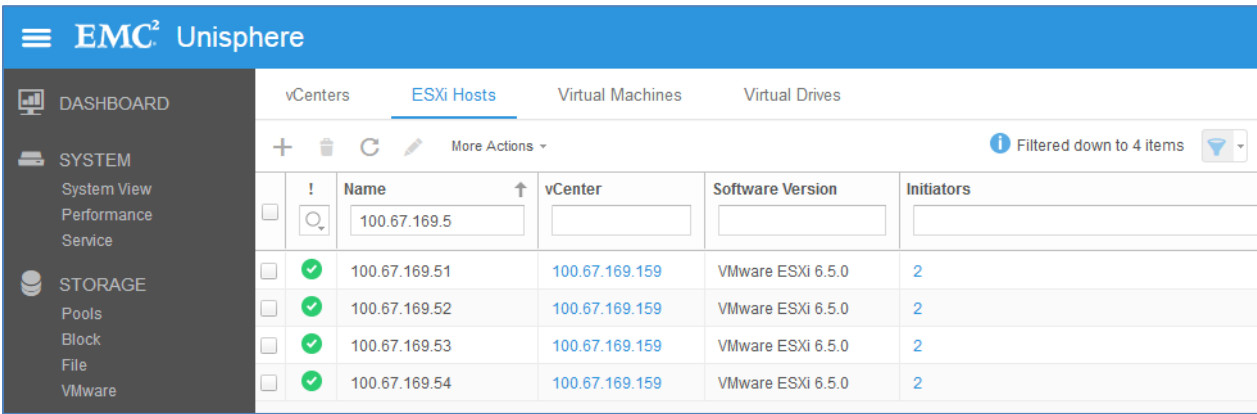 EMC² Unisphere
DASHBOARD
SYSTEM
System View
Performance
Service
STORAGE
Pools
Block
File
VMware
vCenters ESXi Hosts Virtual Machines Virtual Drives
More Actions Filtered down to 4 items
! Name vCenter Software Version Initiators
100.67.169.5
100.67.169.51 100.67.169.159 VMware ESXi 6.5.0 2
100.67.169.52 100.67.169.159 VMware ESXi 6.5.0 2
100.67.169.53 100.67.169.159 VMware ESXi 6.5.0 2
100.67.169.54 100.67.169.159 VMware ESXi 6.5.0 2